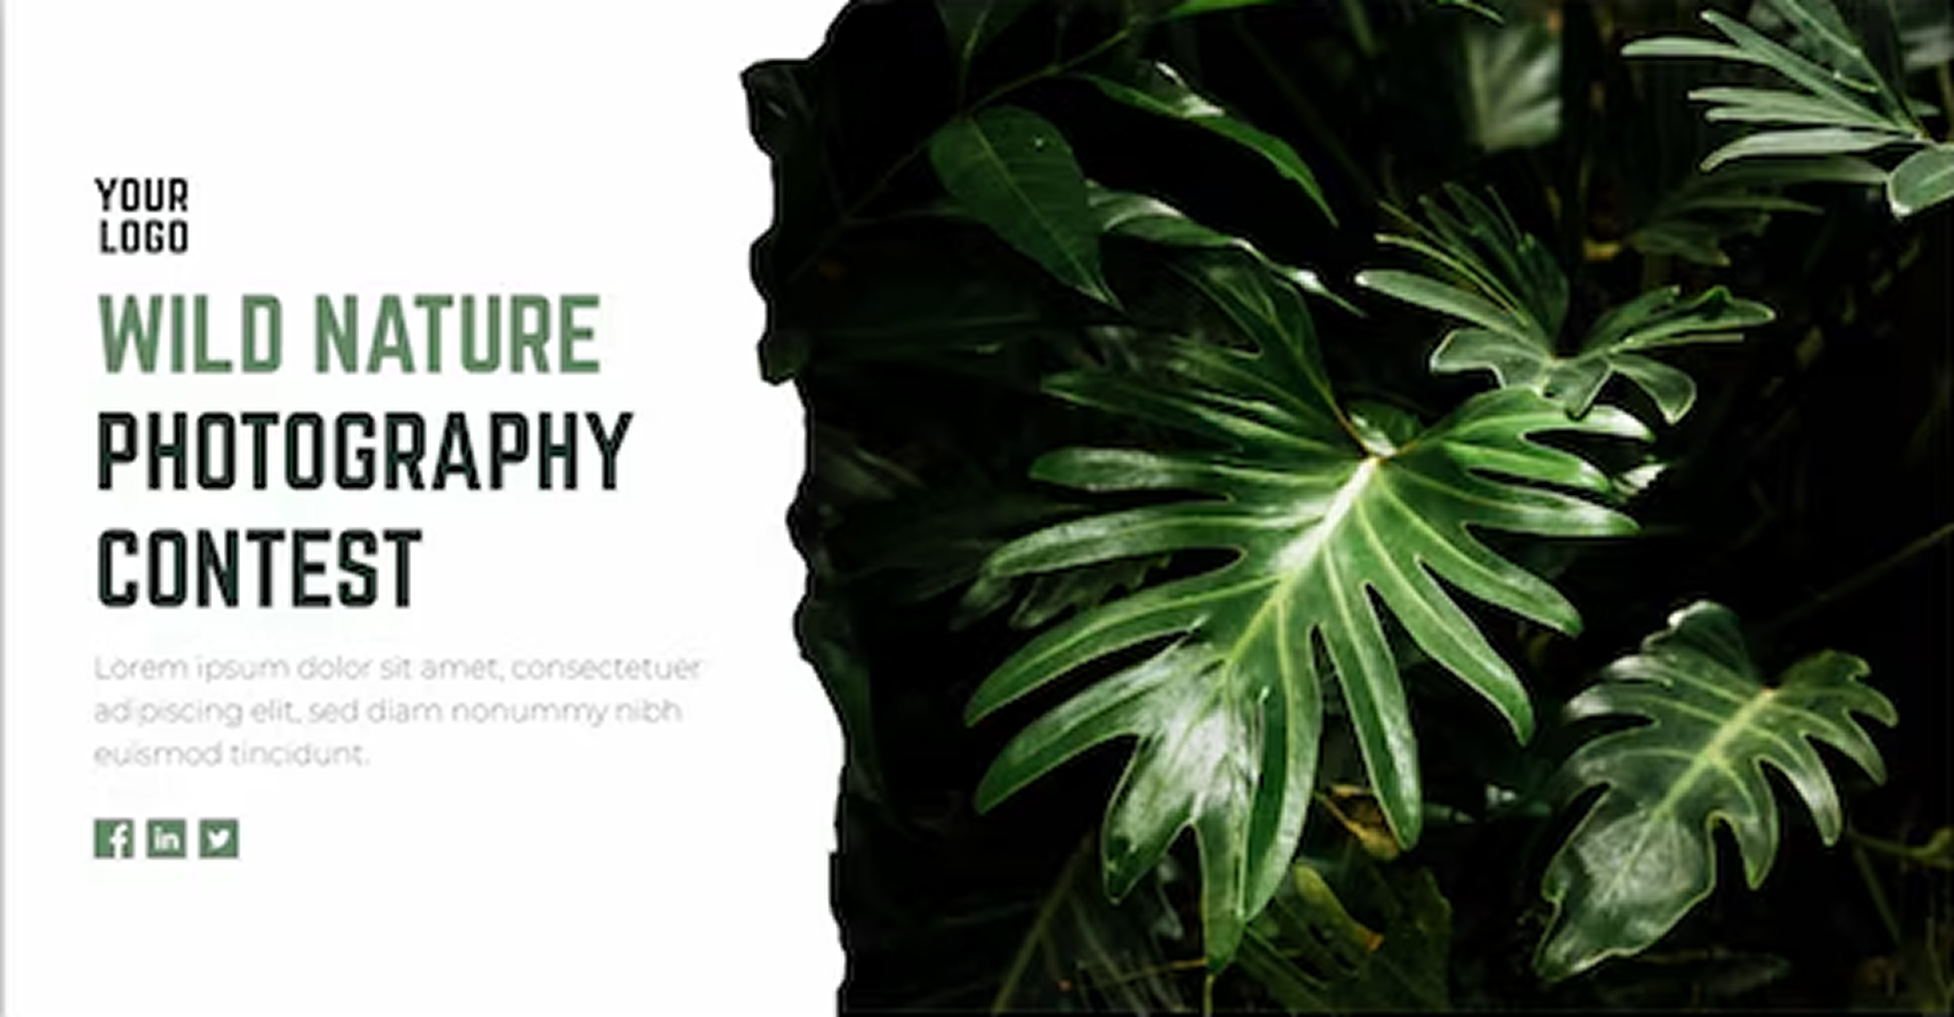 YOUR
LOGO
WILD NATURE
PHOTOGRAPHY
CONTEST
Lorem ipsum dolor sit amet, consectetuer
adipiscing elit, sed diam nonummy nibh
euismod tincidunt.